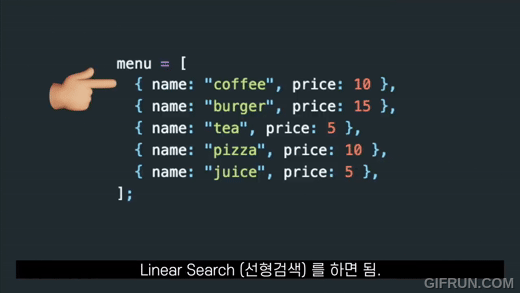 menu = [
{ name: "coffee", price: 10 },
{ name: "burger", price: 15 },
{ name: "tea", price: 5 },
{ name: "pizza", price: 10 },
{ name: "juice", price: 5 },
];
Linear Search (선형검색) 를 하면 됨.
GIFRUN.COM